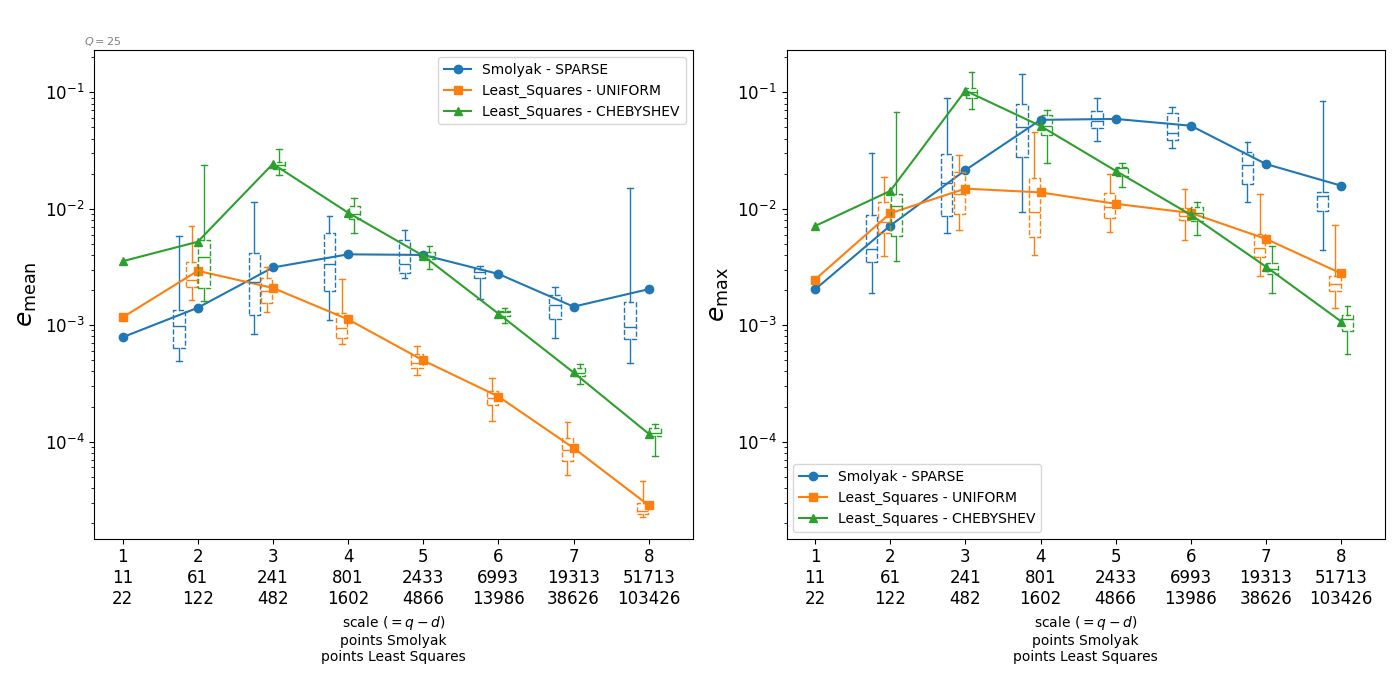 Q = 25
Smolyak - SPARSE
Least_Squares - UNIFORM
Least_Squares - CHEBYSHEV
10⁻¹
10⁻²
10⁻³
10⁻⁴
e_mean
1 2 3 4 5 6 7 8
11 61 241 801 2433 6993 19313 51713
22 122 482 1602 4866 13986 38626 103426
scale (= q − d)
points Smolyak
points Least Squares
10⁻¹
10⁻²
10⁻³
10⁻⁴
e_max
Smolyak - SPARSE
Least_Squares - UNIFORM
Least_Squares - CHEBYSHEV
1 2 3 4 5 6 7 8
11 61 241 801 2433 6993 19313 51713
22 122 482 1602 4866 13986 38626 103426
scale (= q − d)
points Smolyak
points Least Squares